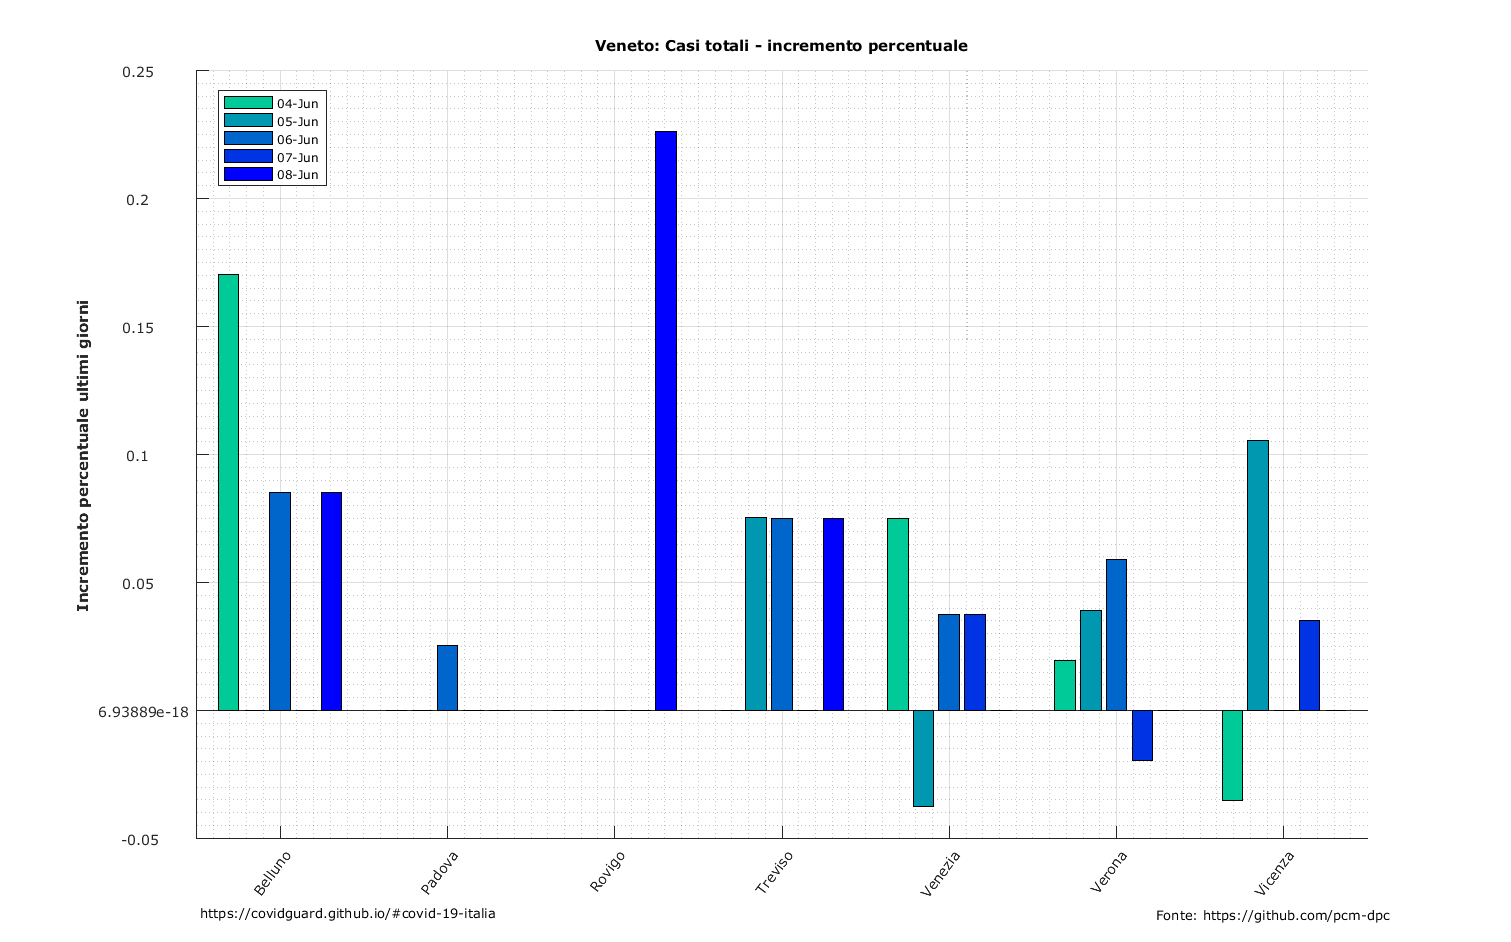 Veneto: Casi totali - incremento percentuale
Incremento percentuale ultimi giorni
0.25
0.2
0.15
0.1
0.05
6.93889e-18
-0.05
04-Jun
05-Jun
06-Jun
07-Jun
08-Jun
Belluno
Padova
Rovigo
Treviso
Venezia
Verona
Vicenza
https://covidguard.github.io/#covid-19-italia
Fonte: https://github.com/pcm-dpc